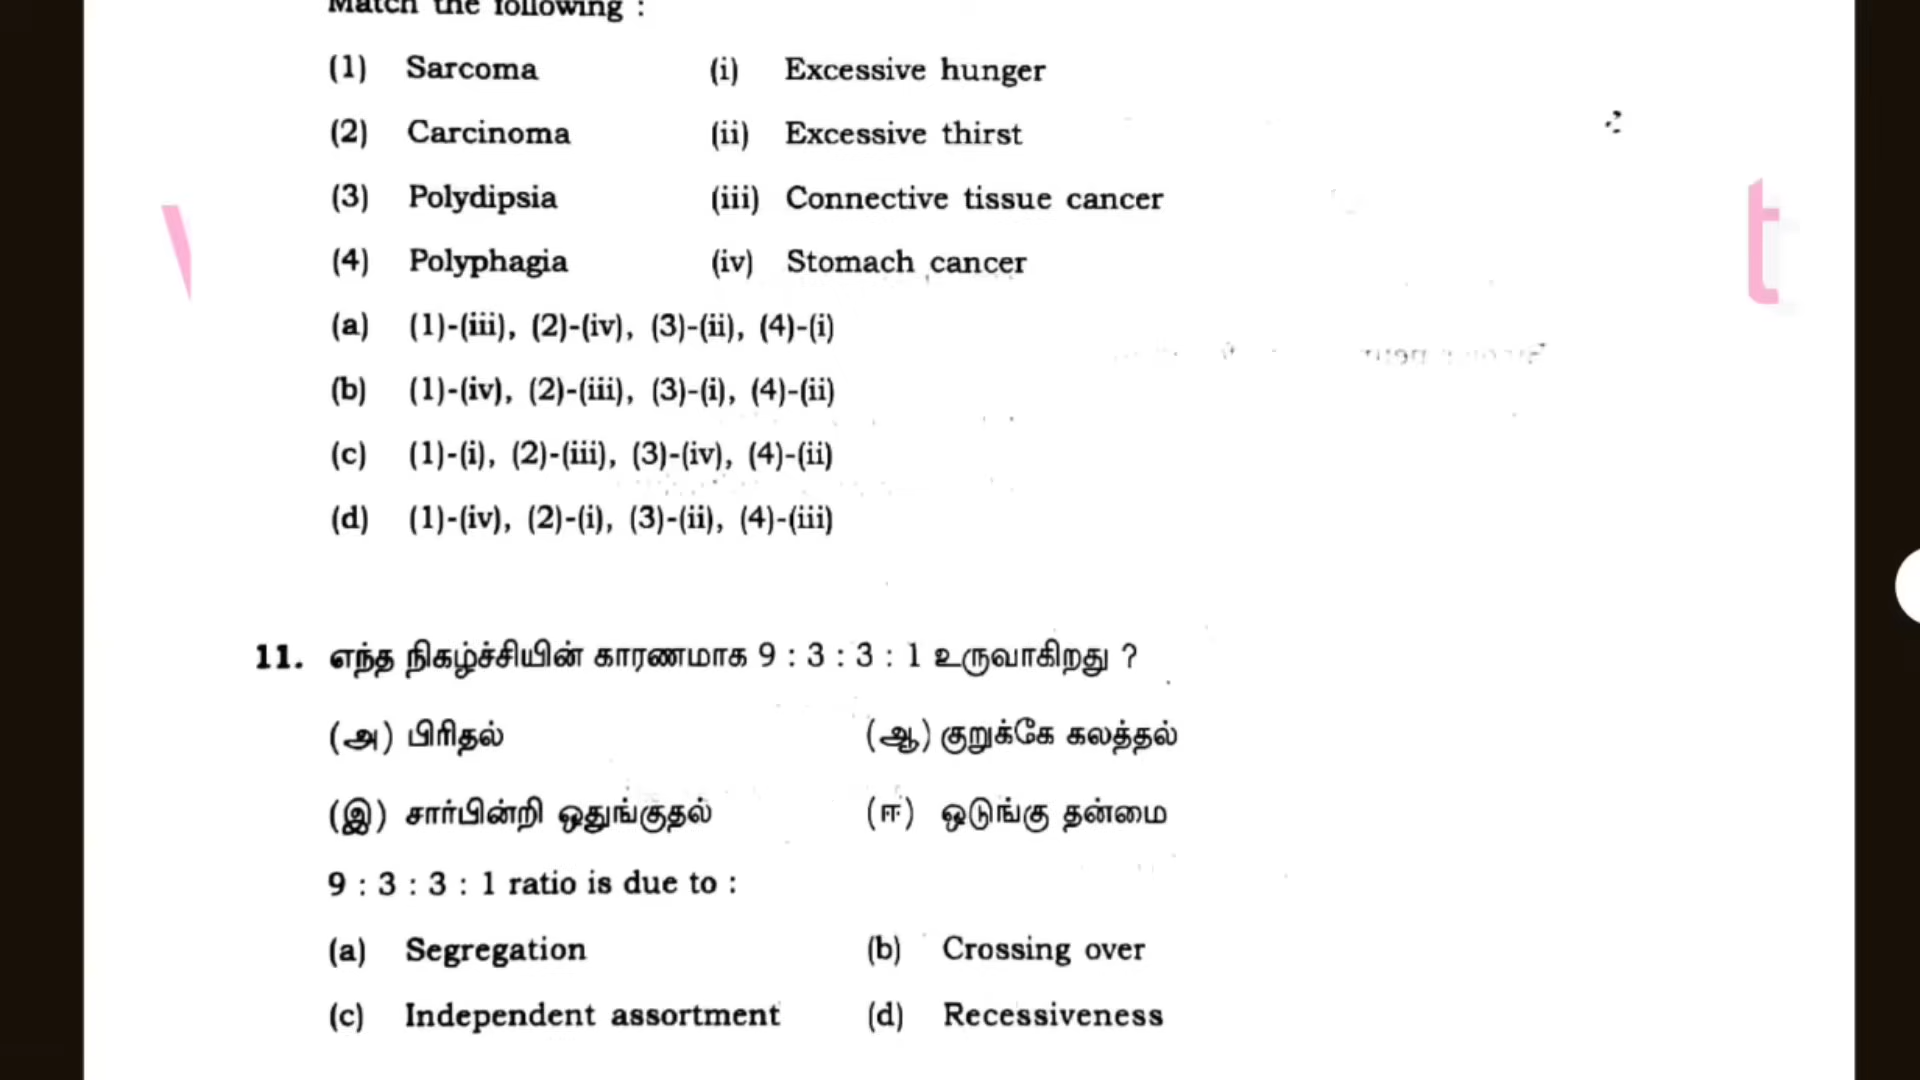 Match the following :
(1) Sarcoma (i) Excessive hunger
(2) Carcinoma (ii) Excessive thirst
(3) Polydipsia (iii) Connective tissue cancer
(4) Polyphagia (iv) Stomach cancer
(a) (1)-(iii), (2)-(iv), (3)-(ii), (4)-(i)
(b) (1)-(iv), (2)-(iii), (3)-(i), (4)-(ii)
(c) (1)-(i), (2)-(iii), (3)-(iv), (4)-(ii)
(d) (1)-(iv), (2)-(i), (3)-(ii), (4)-(iii)
11. எந்த நிகழ்ச்சியின் காரணமாக 9 : 3 : 3 : 1 உருவாகிறது ?
(அ) பிரிதல் (ஆ) குறுக்கே கலத்தல்
(இ) சார்பின்றி ஒதுங்குதல் (ஈ) ஒடுங்கு தன்மை
9 : 3 : 3 : 1 ratio is due to :
(a) Segregation (b) Crossing over
(c) Independent assortment (d) Recessiveness